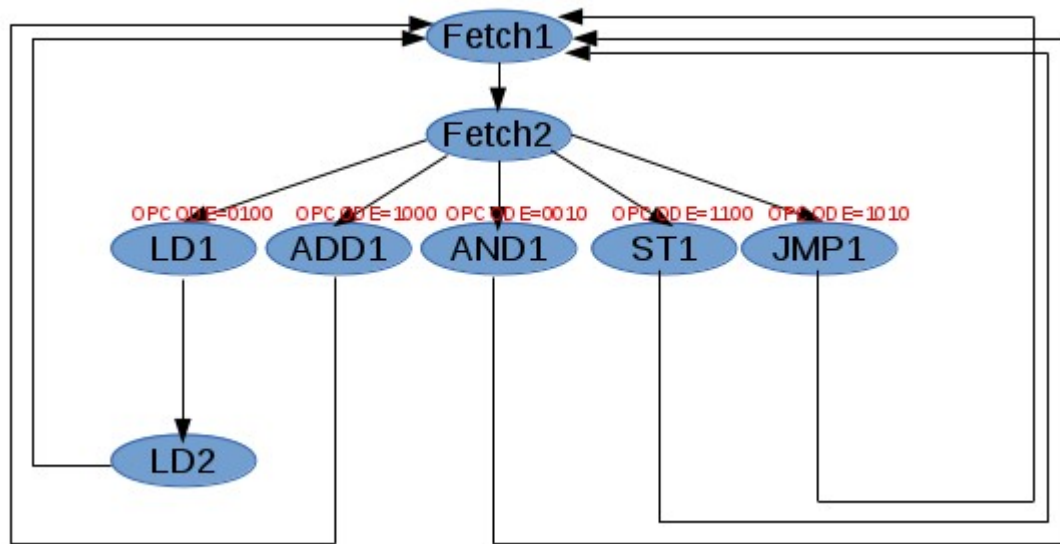 Fetch1
Fetch2
OPCODE=0100 OPCODE=1000 OPCODE=0010 OPCODE=1100 OPCODE=1010
LD1 ADD1 AND1 ST1 JMP1
LD2